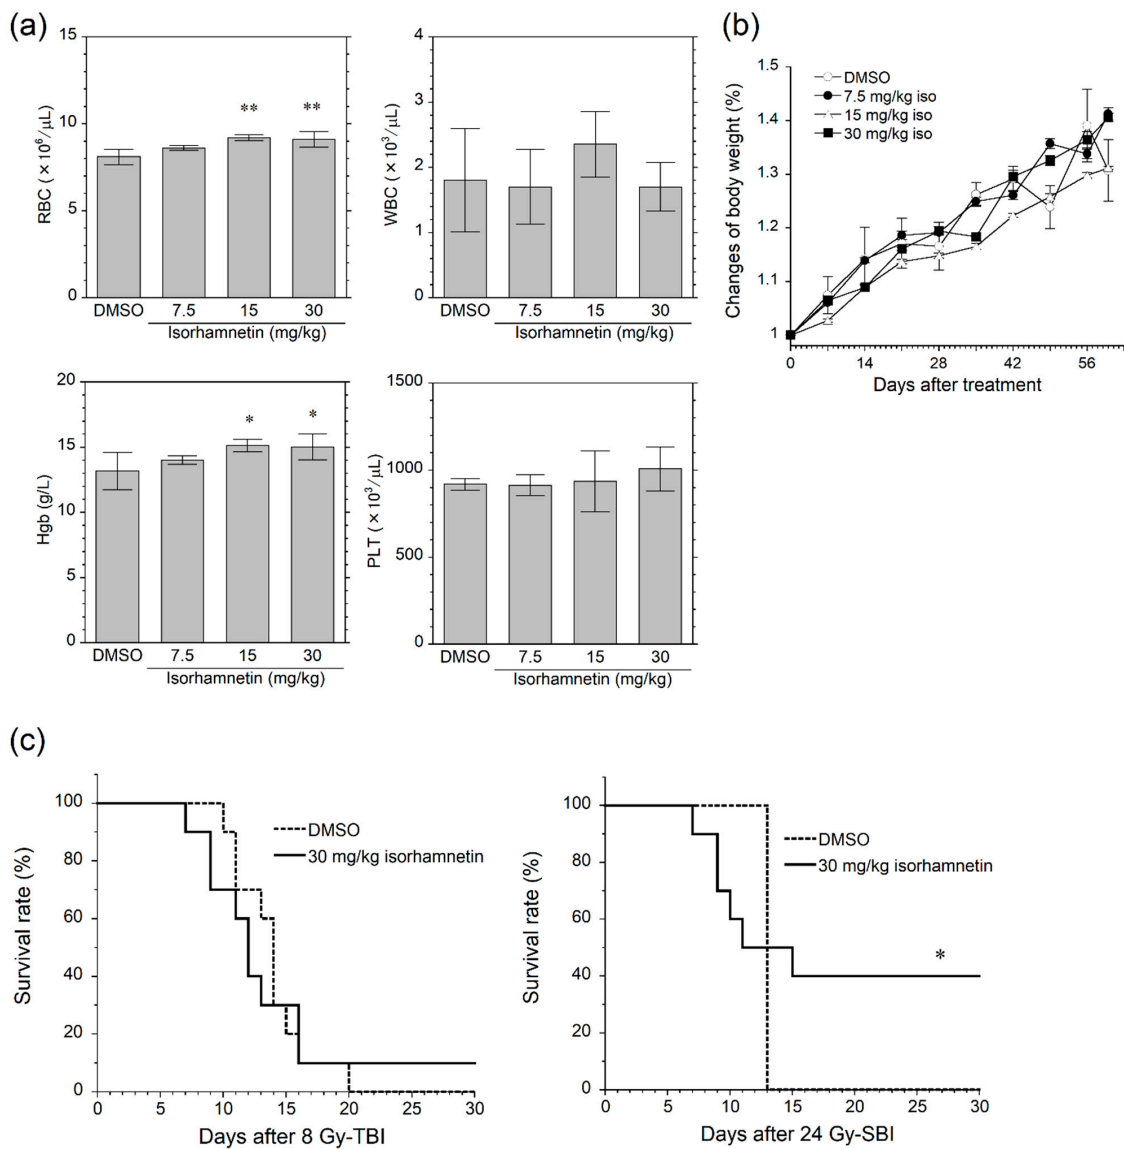 (a)
15
10
5
0
RBC (×10⁶/μL)
** **
DMSO 7.5 15 30
Isorhamnetin (mg/kg)
4
3
2
1
0
WBC (×10³/μL)
DMSO 7.5 15 30
Isorhamnetin (mg/kg)
20
15
10
5
0
Hgb (g/L)
* *
DMSO 7.5 15 30
Isorhamnetin (mg/kg)
1500
1000
500
0
PLT (×10³/μL)
DMSO 7.5 15 30
Isorhamnetin (mg/kg)
(b)
1.5
1.4
1.3
1.2
1.1
1
Changes of body weight (%)
DMSO
7.5 mg/kg iso
15 mg/kg iso
30 mg/kg iso
0 14 28 42 56
Days after treatment
(c)
100
80
60
40
20
0
Survival rate (%)
DMSO
30 mg/kg isorhamnetin
0 5 10 15 20 25 30
Days after 8 Gy-TBI
100
80
60
40
20
0
Survival rate (%)
DMSO
30 mg/kg isorhamnetin
*
0 5 10 15 20 25 30
Days after 24 Gy-SBI